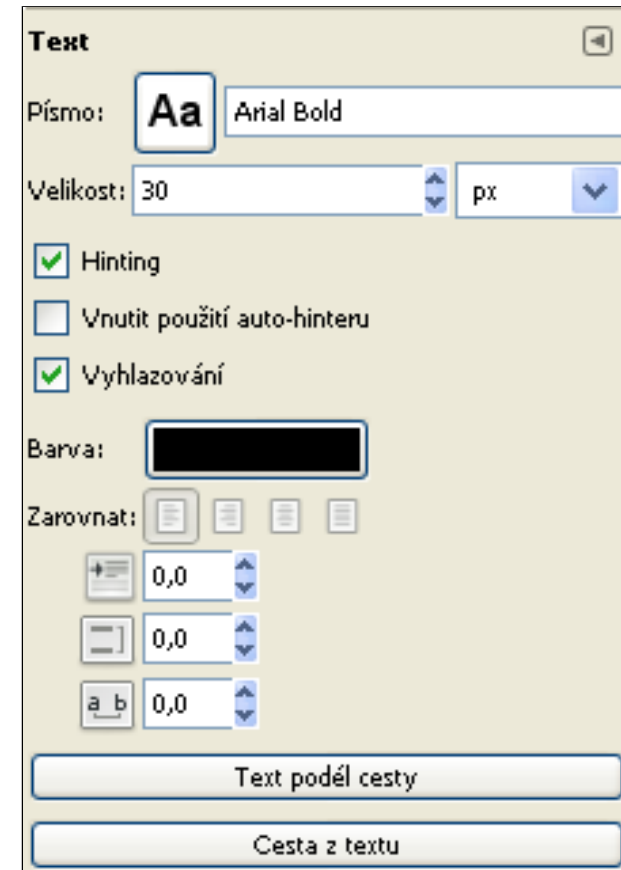 Text
Písmo: Aa Arial Bold
Velikost: 30 px
Hinting
Vnutit použití auto-hinteru
Vyhlazování
Barva:
Zarovnat:
0,0
0,0
a b 0,0
Text podél cesty
Cesta z textu